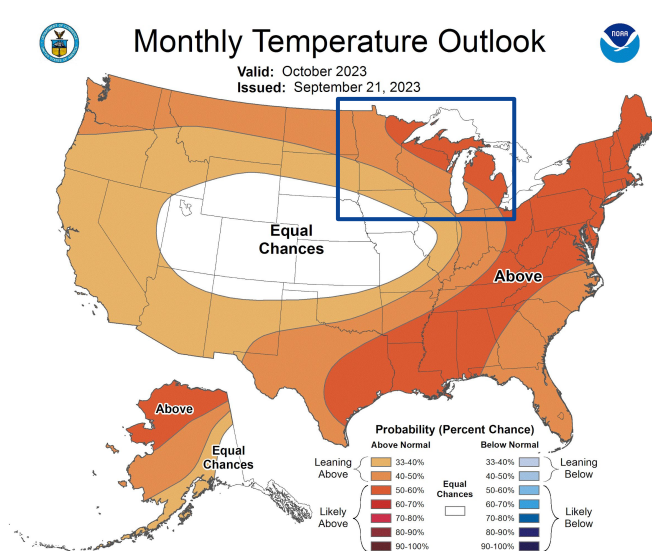 NOAA
Monthly Temperature Outlook
Valid: October 2023
Issued: September 21, 2023
Equal
Chances
Above
Above
Equal
Chances
Probability (Percent Chance)
Above Normal
Below Normal
Leaning
Above
33-40%
40-50%
Likely
Above
50-60%
60-70%
70-80%
80-90%
90-100%
Equal
Chances
33-40%
40-50%
Leaning
Below
50-60%
60-70%
70-80%
80-90%
90-100%
Likely
Below